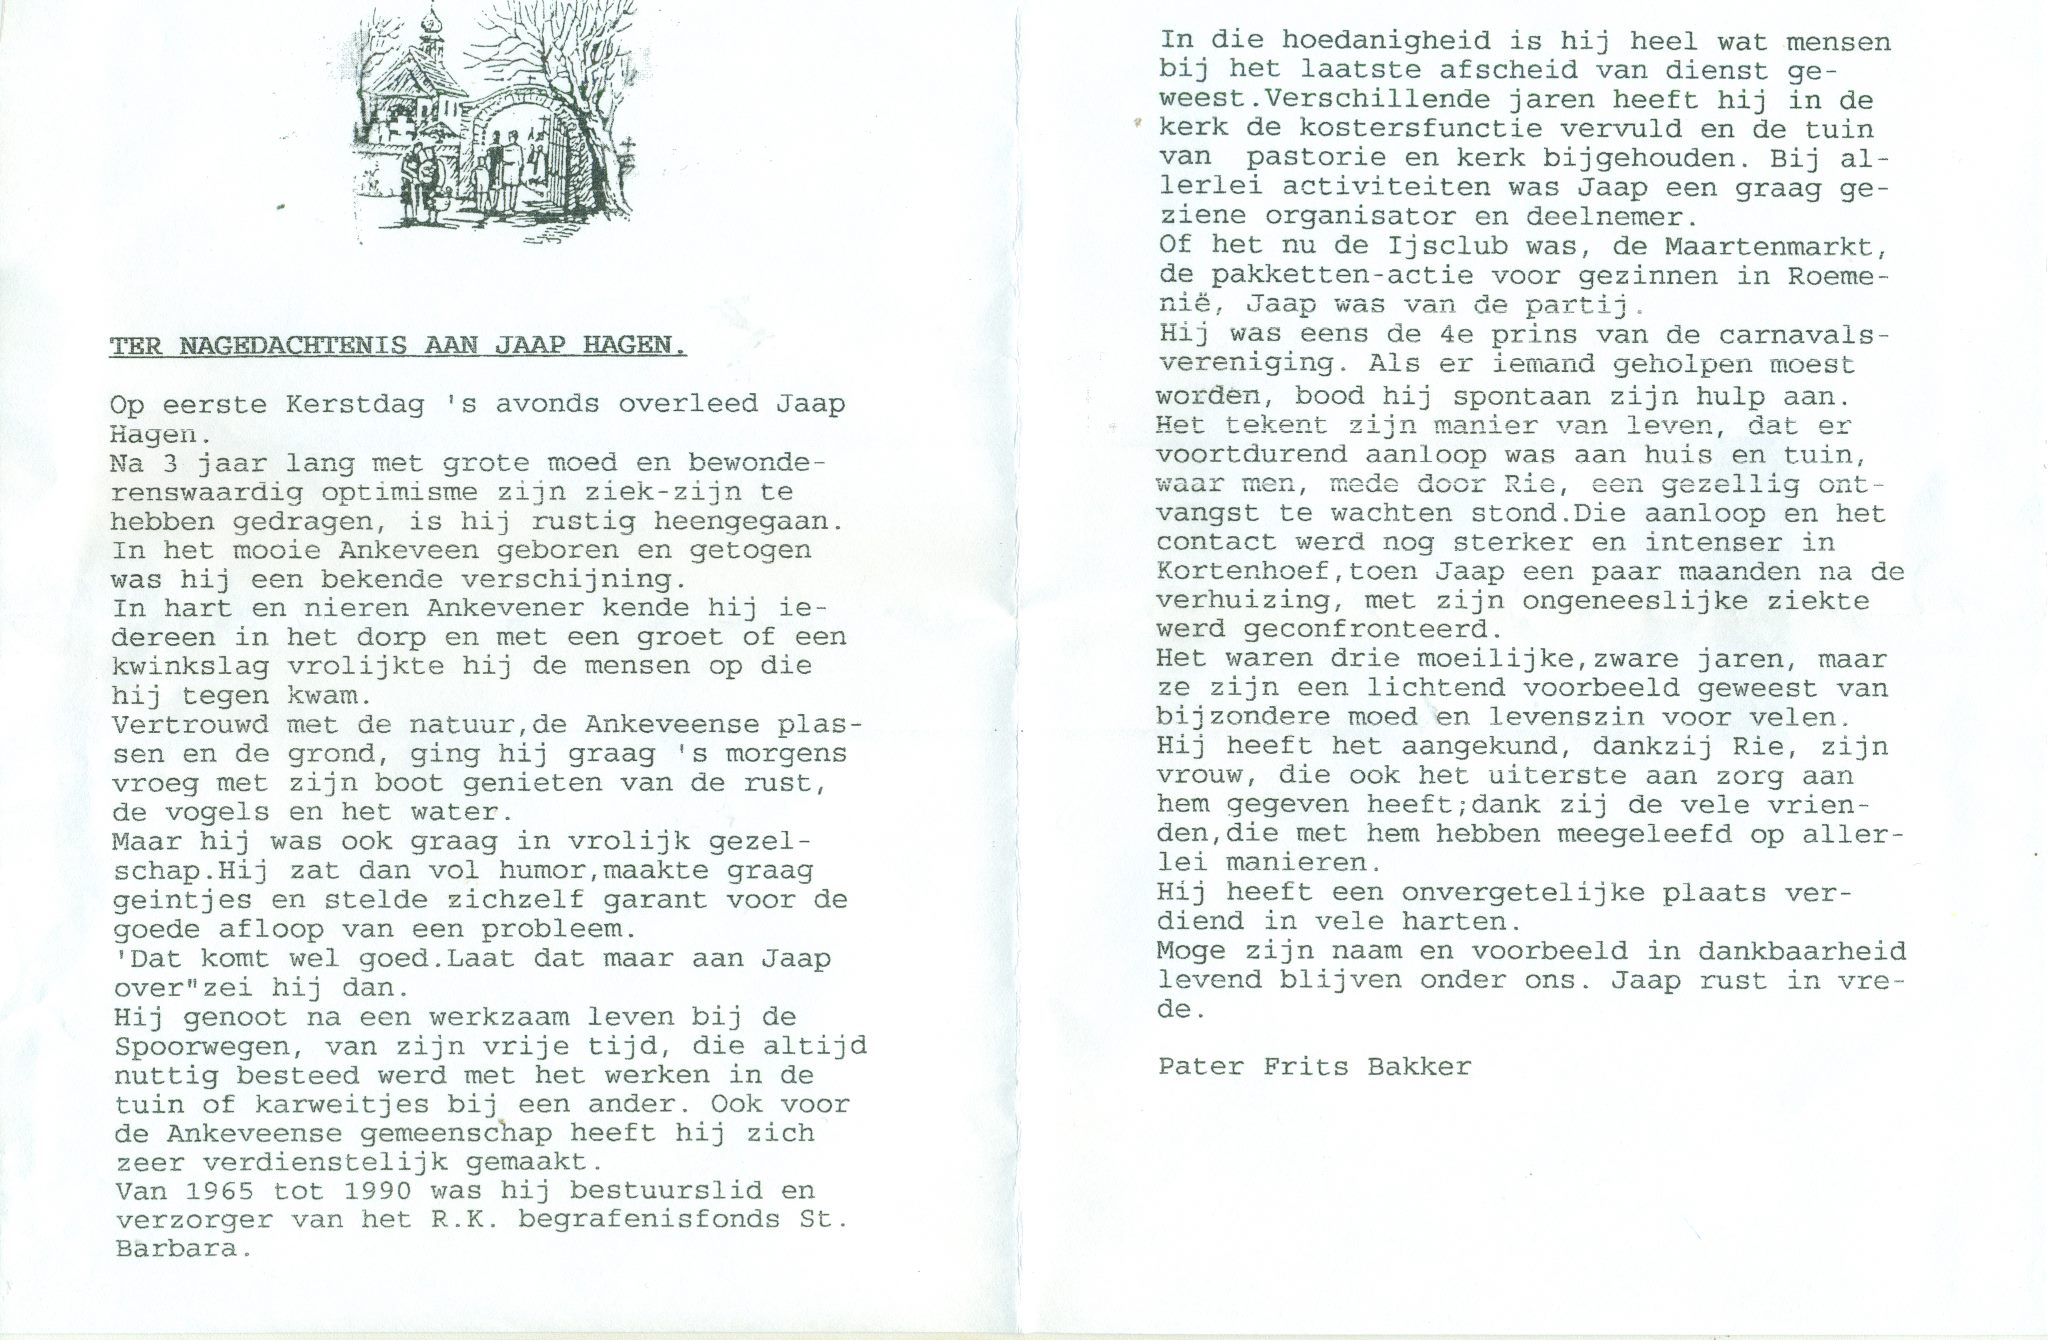 TER NAGEDACHTENIS AAN JAAP HAGEN.
Op eerste Kerstdag 's avonds overleed Jaap
Hagen.
Na 3 jaar lang met grote moed en bewonde-
renswaardig optimisme zijn ziek-zijn te
hebben gedragen, is hij rustig heengegaan.
In het mooie Ankeveen geboren en getogen
was hij een bekende verschijning.
In hart en nieren Ankevener kende hij ie-
dereen in het dorp en met een groet of een
kwinkslag vrolijkte hij de mensen op die
hij tegen kwam.
Vertrouwd met de natuur,de Ankeveense plas-
sen en de grond, ging hij graag 's morgens
vroeg met zijn boot genieten van de rust,
de vogels en het water.
Maar hij was ook graag in vrolijk gezel-
schap.Hij zat dan vol humor,maakte graag
geintjes en stelde zichzelf garant voor de
goede afloop van een probleem.
'Dat komt wel goed.Laat dat maar aan Jaap
over"zei hij dan.
Hij genoot na een werkzaam leven bij de
Spoorwegen, van zijn vrije tijd, die altijd
nuttig besteed werd met het werken in de
tuin of karweitjes bij een ander. Ook voor
de Ankeveense gemeenschap heeft hij zich
zeer verdienstelijk gemaakt.
Van 1965 tot 1990 was hij bestuurslid en
verzorger van het R.K. begrafenisfonds St.
Barbara.
In die hoedanigheid is hij heel wat mensen
bij het laatste afscheid van dienst ge-
weest.Verschillende jaren heeft hij in de
kerk de kostersfunctie vervuld en de tuin
van  pastorie en kerk bijgehouden. Bij al-
lerlei activiteiten was Jaap een graag ge-
ziene organisator en deelnemer.
Of het nu de Ijsclub was, de Maartenmarkt,
de pakketten-actie voor gezinnen in Roeme-
nië, Jaap was van de partij.
Hij was eens de 4e prins van de carnavals-
vereniging. Als er iemand geholpen moest
worden, bood hij spontaan zijn hulp aan.
Het tekent zijn manier van leven, dat er
voortdurend aanloop was aan huis en tuin,
waar men, mede door Rie, een gezellig ont-
vangst te wachten stond.Die aanloop en het
contact werd nog sterker en intenser in
Kortenhoef,toen Jaap een paar maanden na de
verhuizing, met zijn ongeneeslijke ziekte
werd geconfronteerd.
Het waren drie moeilijke,zware jaren, maar
ze zijn een lichtend voorbeeld geweest van
bijzondere moed en levenszin voor velen.
Hij heeft het aangekund, dankzij Rie, zijn
vrouw, die ook het uiterste aan zorg aan
hem gegeven heeft;dank zij de vele vrien-
den,die met hem hebben meegeleefd op aller-
lei manieren.
Hij heeft een onvergetelijke plaats ver-
diend in vele harten.
Moge zijn naam en voorbeeld in dankbaarheid
levend blijven onder ons. Jaap rust in vre-
de.
Pater Frits Bakker